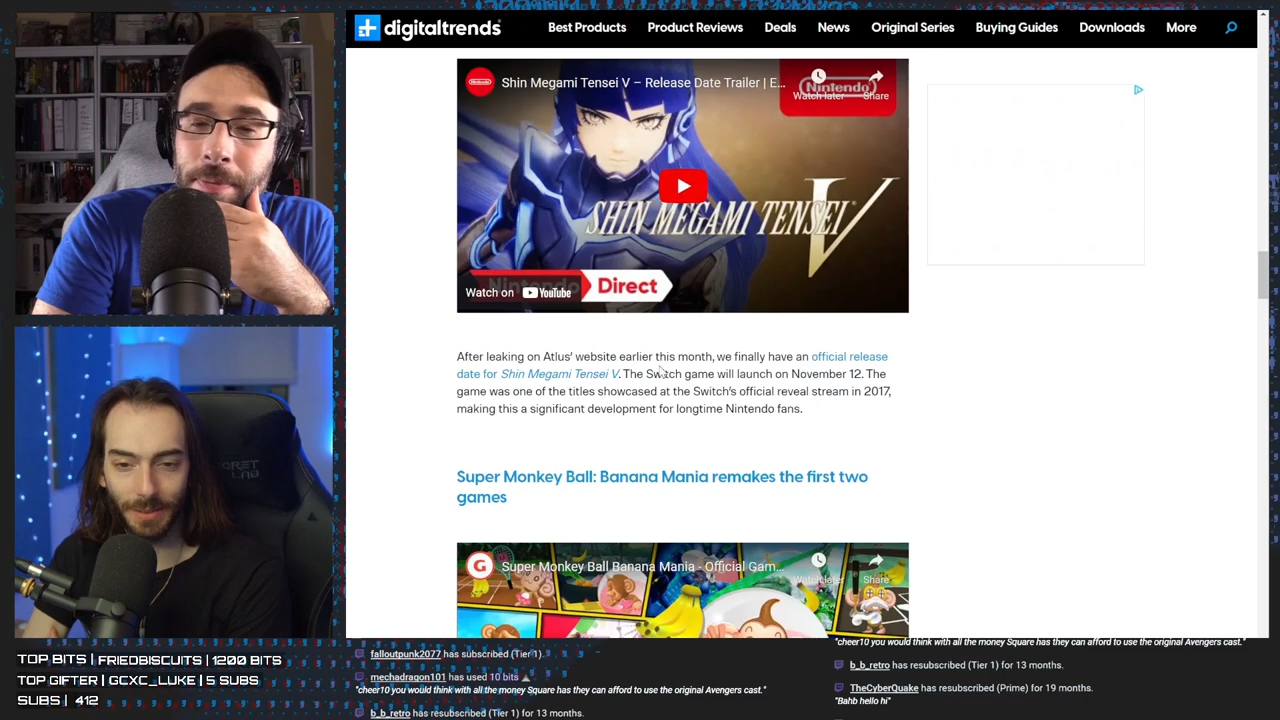 digitaltrends
Best Products
Product Reviews
Deals
News
Original Series
Buying Guides
Downloads
More
Shin Megami Tensei V – Release Date Trailer | E...
Watch later
Share
Nintendo
SHIN MEGAMI TENSEI V
Nintendo Direct
Watch on YouTube
After leaking on Atlus' website earlier this month, we finally have an official release
date for Shin Megami Tensei V. The Switch game will launch on November 12. The
game was one of the titles showcased at the Switch's official reveal stream in 2017,
making this a significant development for longtime Nintendo fans.
Super Monkey Ball: Banana Mania remakes the first two
games
G
Super Monkey Ball Banana Mania - Official Gam...
Watch later
Share
SECRET
LAB
TOP BITS | FRIEDBISCUITS | 1200 BITS
TOP GIFTER | GCXC_LUKE | 5 SUBS
SUBS | 412
falloutpunk2077 has subscribed (Tier 1).
mechadragon101 has used 10 bits
"cheer10 you would think with all the money Square has they can afford to use the original Avengers cast."
b_b_retro has resubscribed (Tier 1) for 13 months.
"cheer10 you would think with all the money Square has they can afford to use the original Avengers cast."
b_b_retro has resubscribed (Tier 1) for 13 months.
TheCyberQuake has resubscribed (Prime) for 19 months.
"Bahb hello hi"